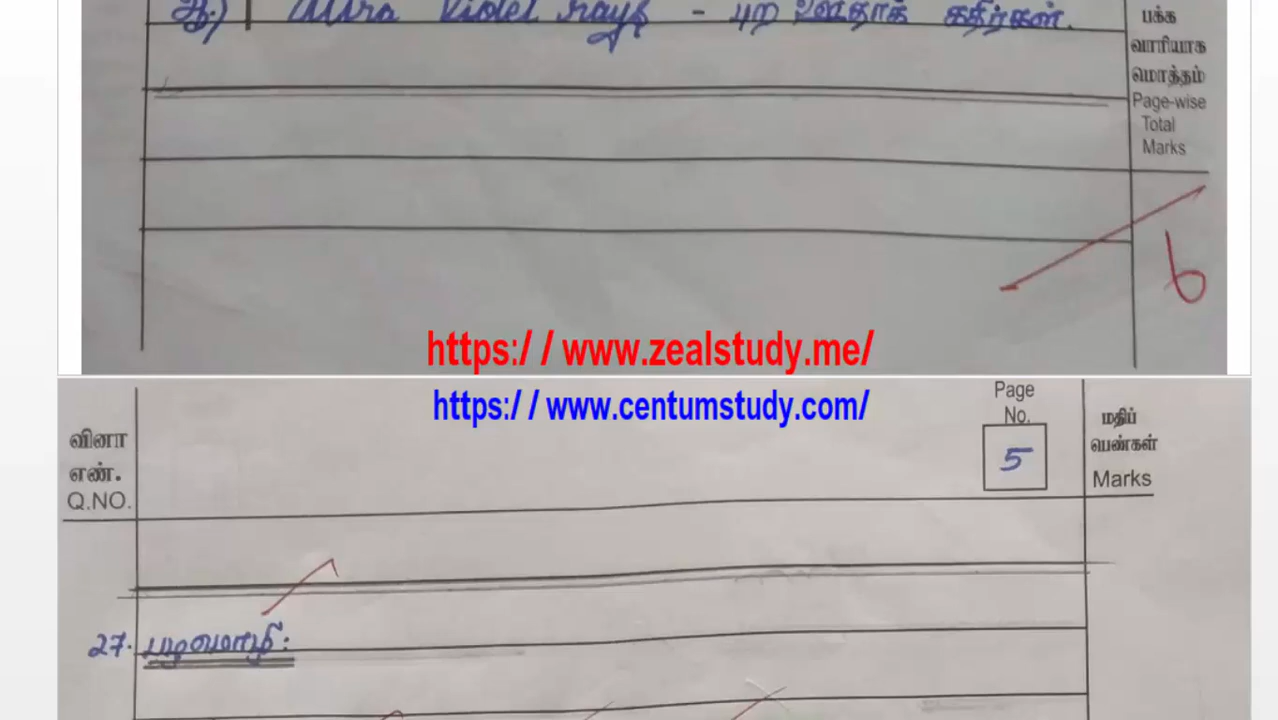 ஆ) Ultra Violet rays - புற ஊதாக் கதிர்கள்.
பக்க
வாரியாக
மொத்தம்
Page-wise
Total
Marks
6
https:/ / www.zealstudy.me/
https:/ / www.centumstudy.com/
வினா
எண்.
Q.NO.
Page
No.
5
மதிப்
பெண்கள்
Marks
27. பழமொழி: